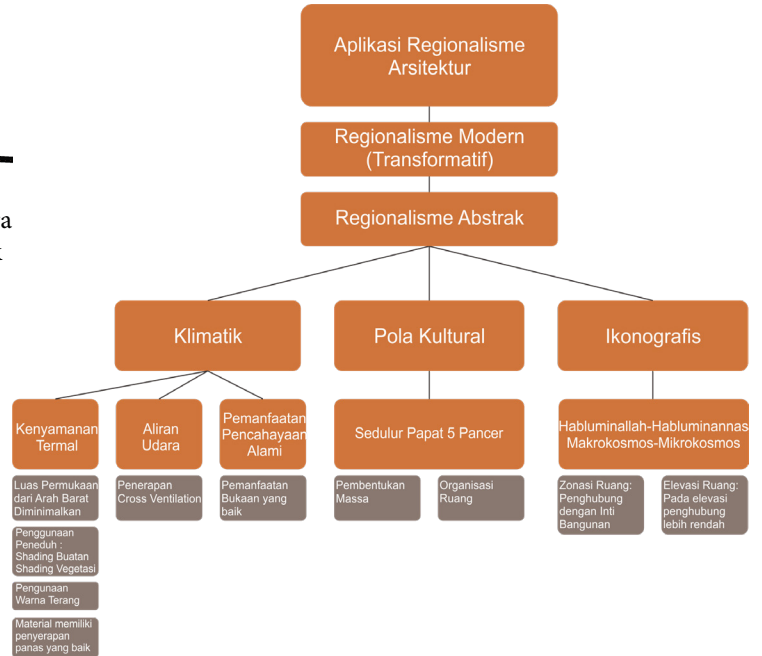 Aplikasi Regionalisme
Arsitektur
Regionalisme Modern
(Transformatif)
Regionalisme Abstrak
Klimatik
Pola Kultural
Ikonografis
Kenyamanan
Termal
Aliran
Udara
Pemanfaatan
Pencahayaan
Alami
Sedulur Papat 5 Pancer
Habluminallah-Habluminannas
Makrokosmos-Mikrokosmos
Luas Permukaan
dari Arah Barat
Diminimalkan
Penggunaan
Peneduh :
Shading Buatan
Shading Vegetasi
Pengunaan
Warna Terang
Material memiliki
penyerapan
panas yang baik
Penerapan
Cross Ventilation
Pemanfaatan
Bukaan yang
baik
Pembentukan
Massa
Organisasi
Ruang
Zonasi Ruang:
Penghubung
dengan Inti
Bangunan
Elevasi Ruang:
Pada elevasi
penghubung
lebih rendah